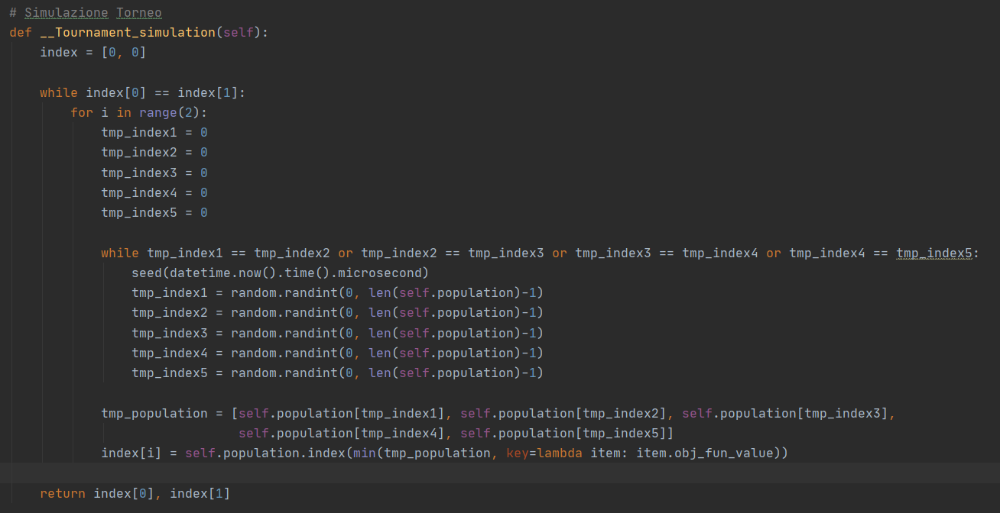 # Simulazione Torneo
def __Tournament_simulation(self):
    index = [0, 0]

    while index[0] == index[1]:
        for i in range(2):
            tmp_index1 = 0
            tmp_index2 = 0
            tmp_index3 = 0
            tmp_index4 = 0
            tmp_index5 = 0

            while tmp_index1 == tmp_index2 or tmp_index2 == tmp_index3 or tmp_index3 == tmp_index4 or tmp_index4 == tmp_index5:
                seed(datetime.now().time().microsecond)
                tmp_index1 = random.randint(0, len(self.population)-1)
                tmp_index2 = random.randint(0, len(self.population)-1)
                tmp_index3 = random.randint(0, len(self.population)-1)
                tmp_index4 = random.randint(0, len(self.population)-1)
                tmp_index5 = random.randint(0, len(self.population)-1)

            tmp_population = [self.population[tmp_index1], self.population[tmp_index2], self.population[tmp_index3],
                              self.population[tmp_index4], self.population[tmp_index5]]
            index[i] = self.population.index(min(tmp_population, key=lambda item: item.obj_fun_value))

    return index[0], index[1]